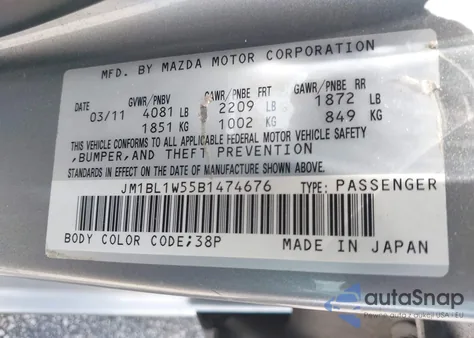 MFD. BY MAZDA MOTOR CORPORATION
DATE GVWR/PNBV GAWR/PNBE FRT GAWR/PNBE RR
03/11 4081 LB 2209 LB 1872 LB
1851 KG 1002 KG 849 KG
THIS VEHICLE CONFORMS TO ALL APPLICABLE FEDERAL MOTOR VEHICLE SAFETY
,BUMPER,AND THEFT PREVENTION
STANDARDS IN EFFECT ON THE DATE OF MANUFACTURE SHOWN ABOVE.
JM1BL1W55B1474676 TYPE: PASSENGER
BODY COLOR CODE;38P MADE IN JAPAN
autoSnap